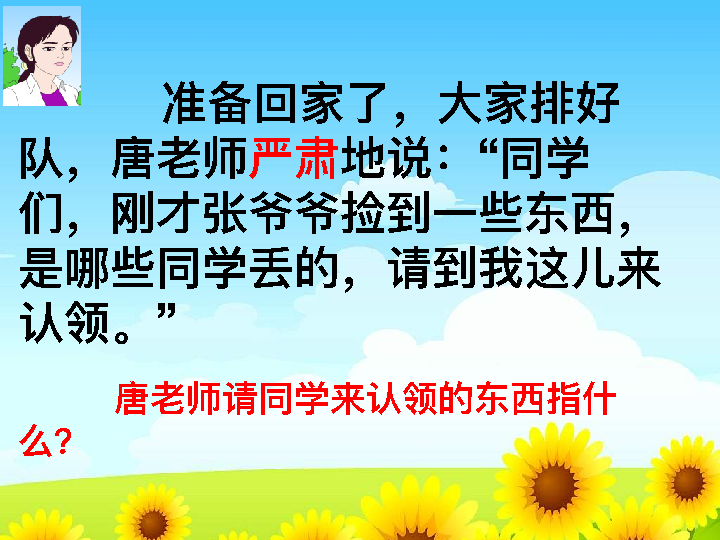 准备回家了，大家排好
队，唐老师严肃地说：“同学
们，刚才张爷爷捡到一些东西，
是哪些同学丢的，请到我这儿来
认领。”
唐老师请同学来认领的东西指什
么？